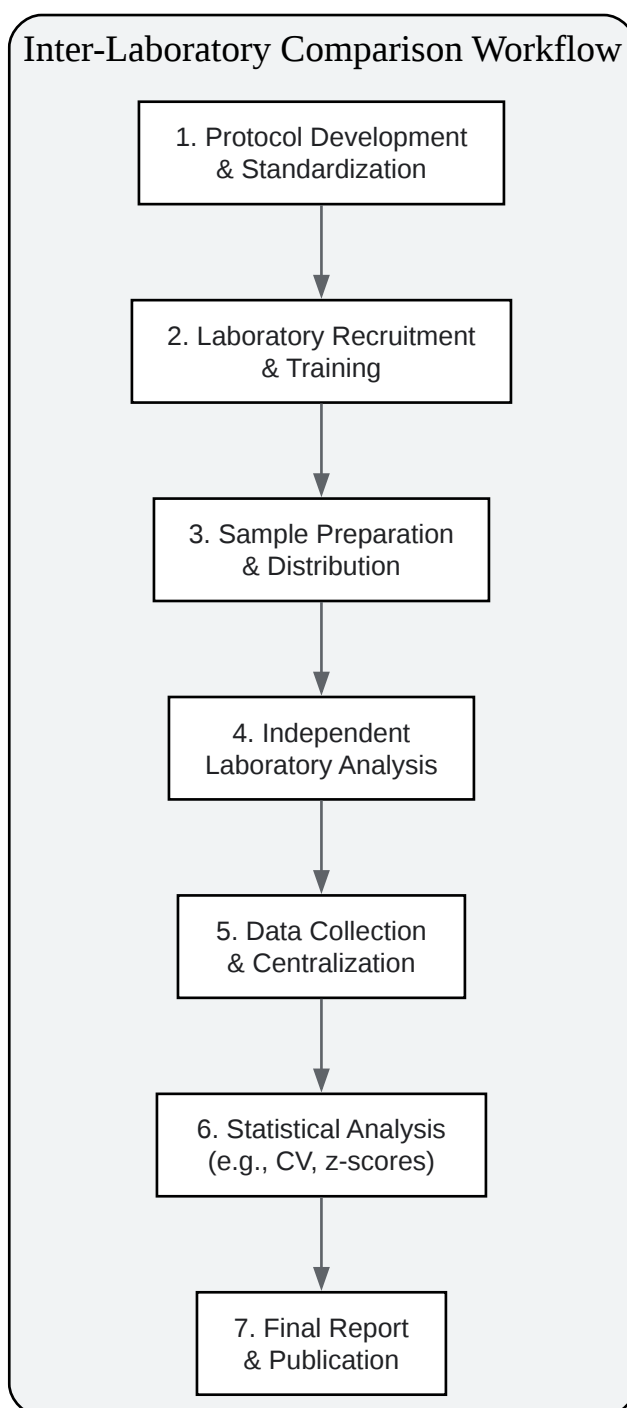 Inter-Laboratory Comparison Workflow
1. Protocol Development
& Standardization
2. Laboratory Recruitment
& Training
3. Sample Preparation
& Distribution
4. Independent
Laboratory Analysis
5. Data Collection
& Centralization
6. Statistical Analysis
(e.g., CV, z-scores)
7. Final Report
& Publication